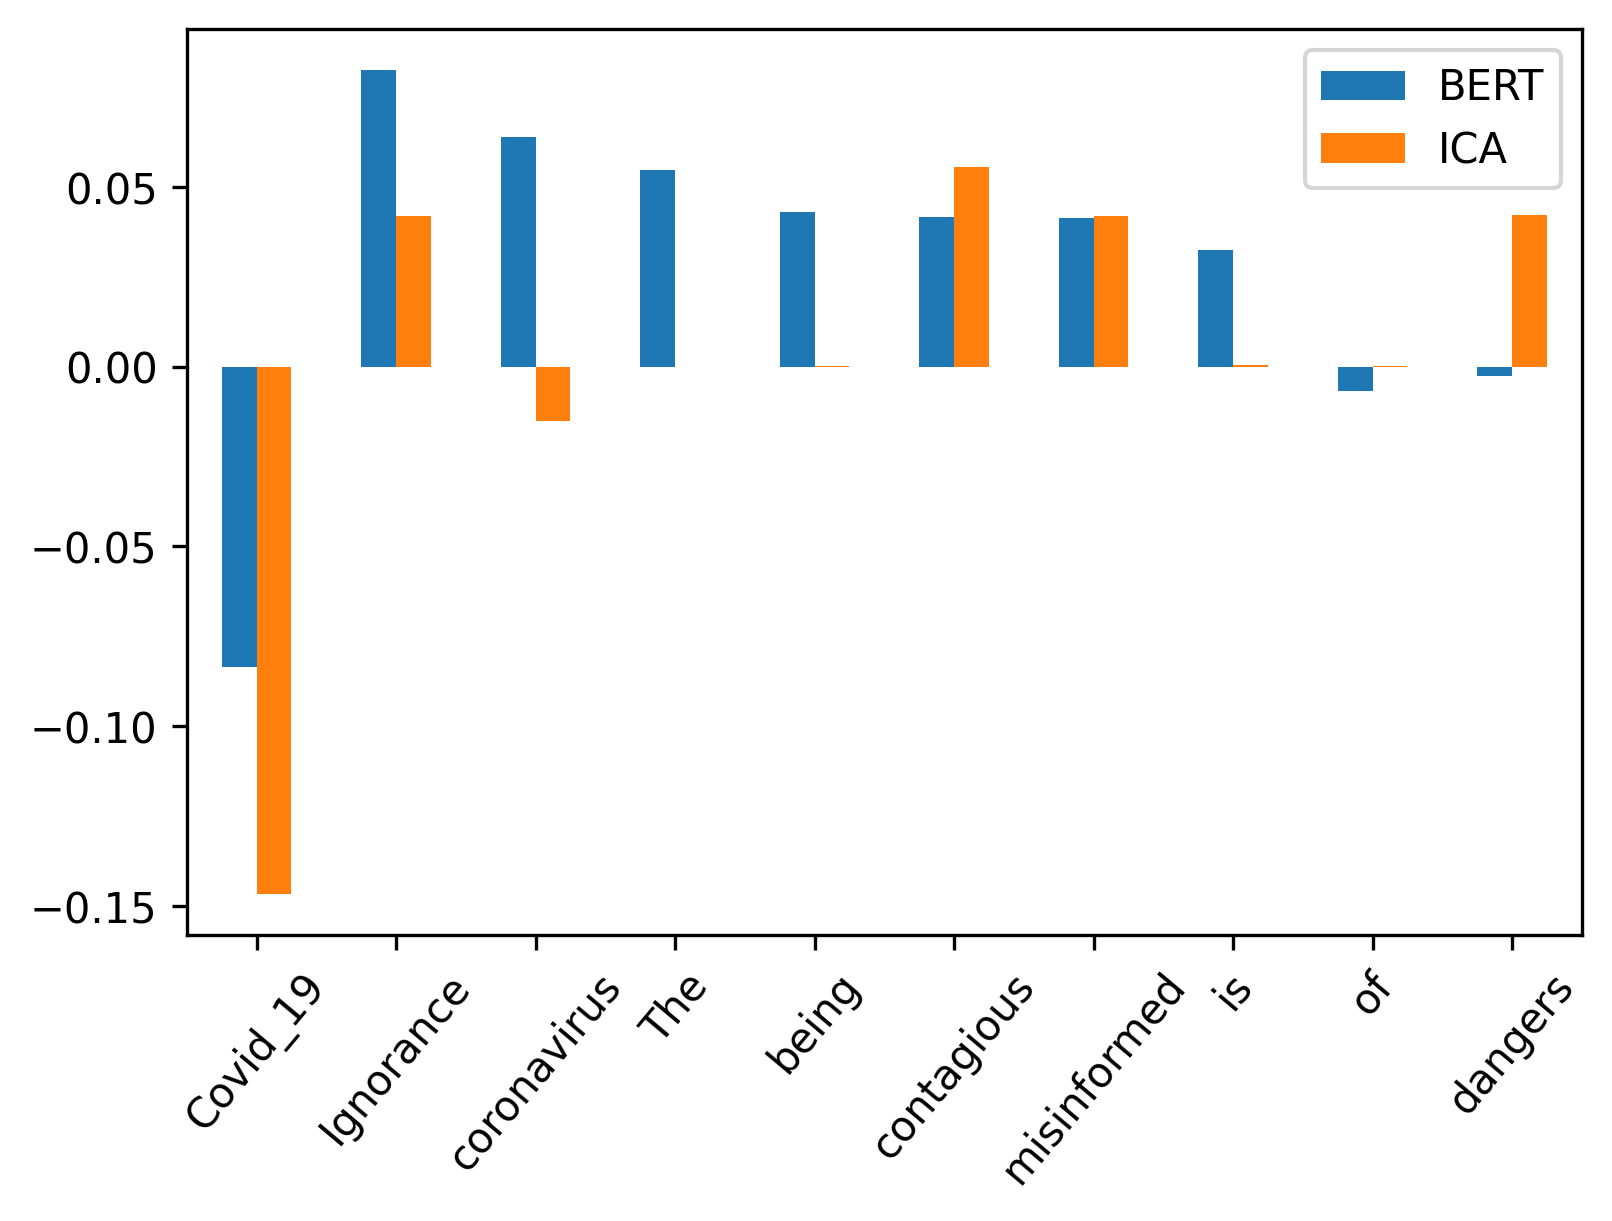 BERT
ICA
0.05
0.00
−0.05
−0.10
−0.15
Covid_19
Ignorance
coronavirus
The
being
contagious
misinformed
is
of
dangers